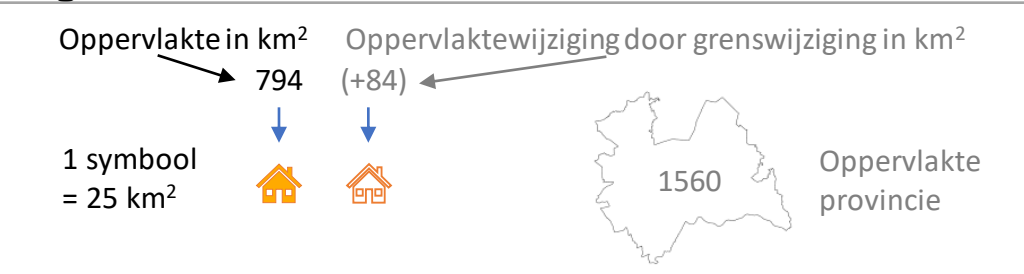 Oppervlakte in km² Oppervlaktewijziging door grenswijziging in km²
794 (+84)
1 symbool
= 25 km²
1560
Oppervlakte
provincie